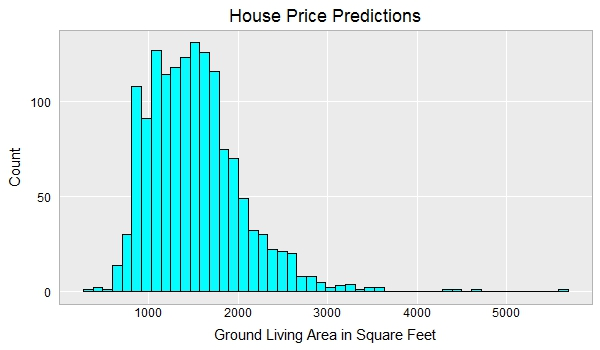 House Price Predictions
Count
100
50
0
1000 2000 3000 4000 5000
Ground Living Area in Square Feet